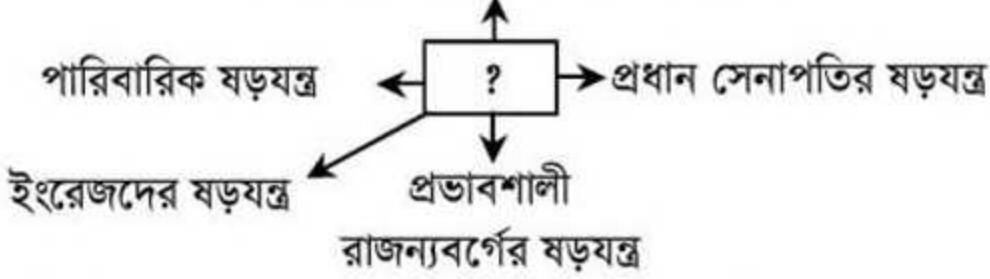 পারিবারিক ষড়যন্ত্র
?
প্রধান সেনাপতির ষড়যন্ত্র
ইংরেজদের ষড়যন্ত্র
প্রভাবশালী
রাজন্যবর্গের ষড়যন্ত্র